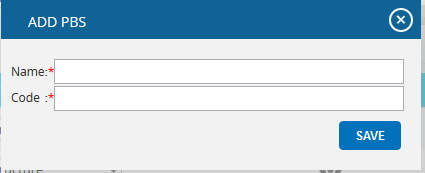 ADD PBS
Name:*
Code :*
SAVE